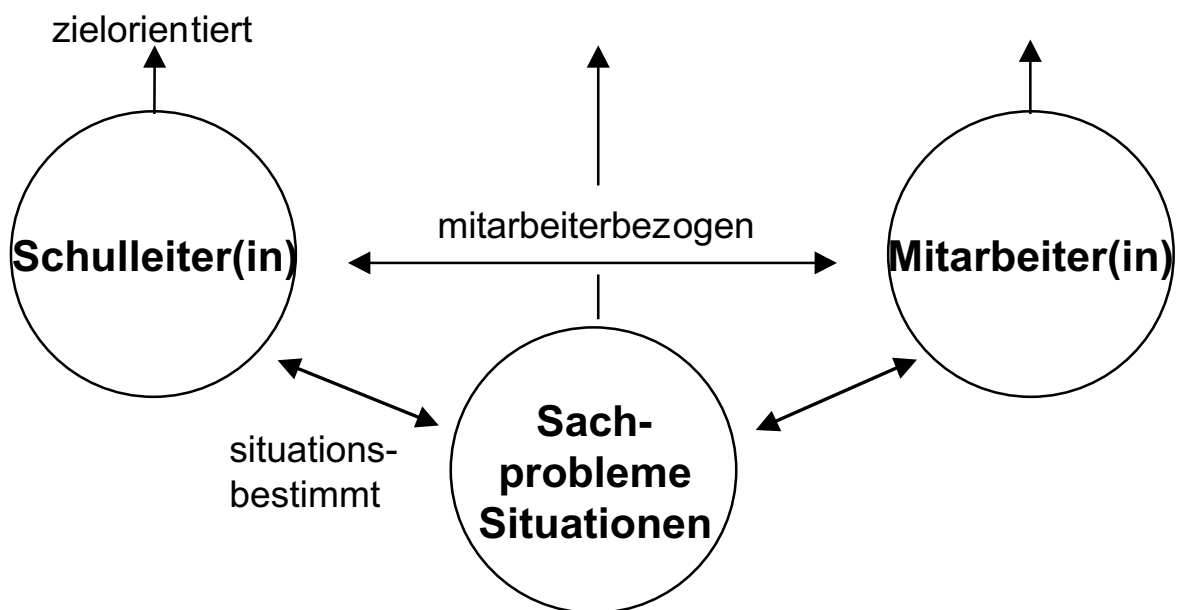 zielorientiert
mitarbeiterbezogen
Schulleiter(in)
Mitarbeiter(in)
situations-
bestimmt
Sach-
probleme
Situationen